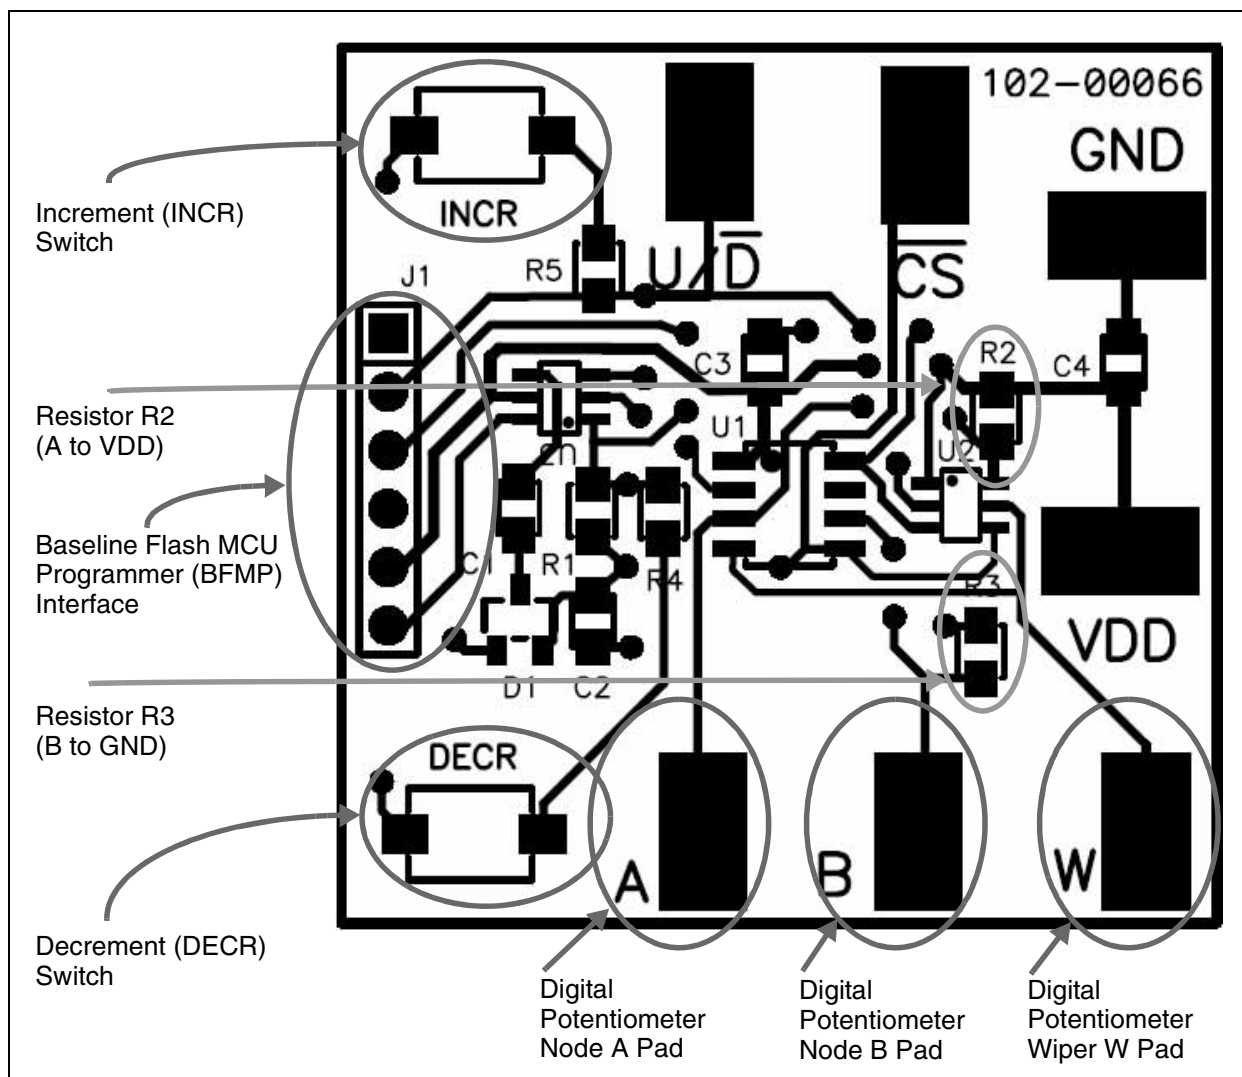 102-00066
GND
INCR
Increment (INCR)
Switch
R5
U/D
CS
J1
R2
C3
C4
Resistor R2
(A to VDD)
U1
U2
U3
Baseline Flash MCU
Programmer (BFMP)
Interface
C1
R1
R4
R3
VDD
D1
C2
Resistor R3
(B to GND)
DECR
A
B
W
Decrement (DECR)
Switch
Digital
Potentiometer
Node A Pad
Digital
Potentiometer
Node B Pad
Digital
Potentiometer
Wiper W Pad